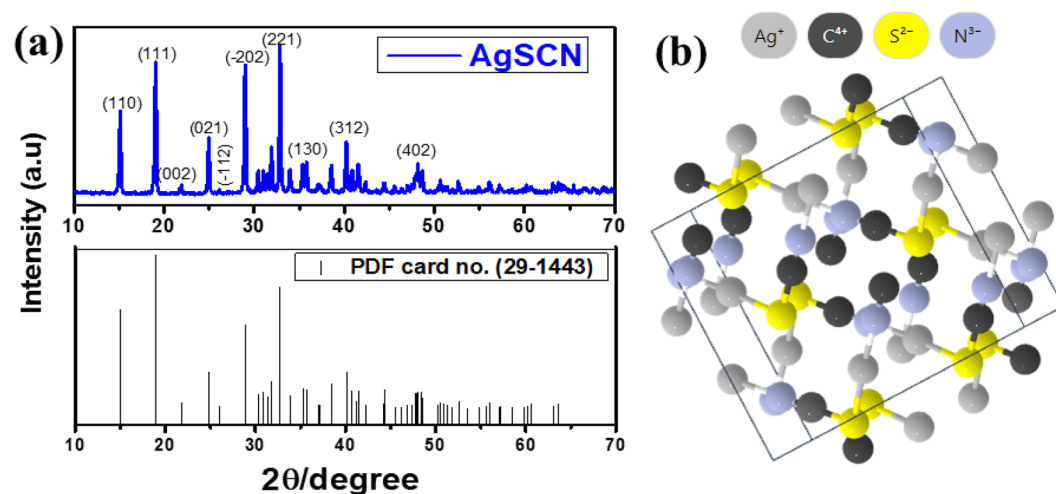 (a)
AgSCN
(110)
(111)
(002)
(021)
(-112)
(-202)
(221)
(130)
(312)
(402)
10 20 30 40 50 60 70
PDF card no. (29-1443)
10 20 30 40 50 60 70
Intensity (a.u)
2θ/degree
(b)
Ag⁺ C⁴⁺ S²⁻ N³⁻